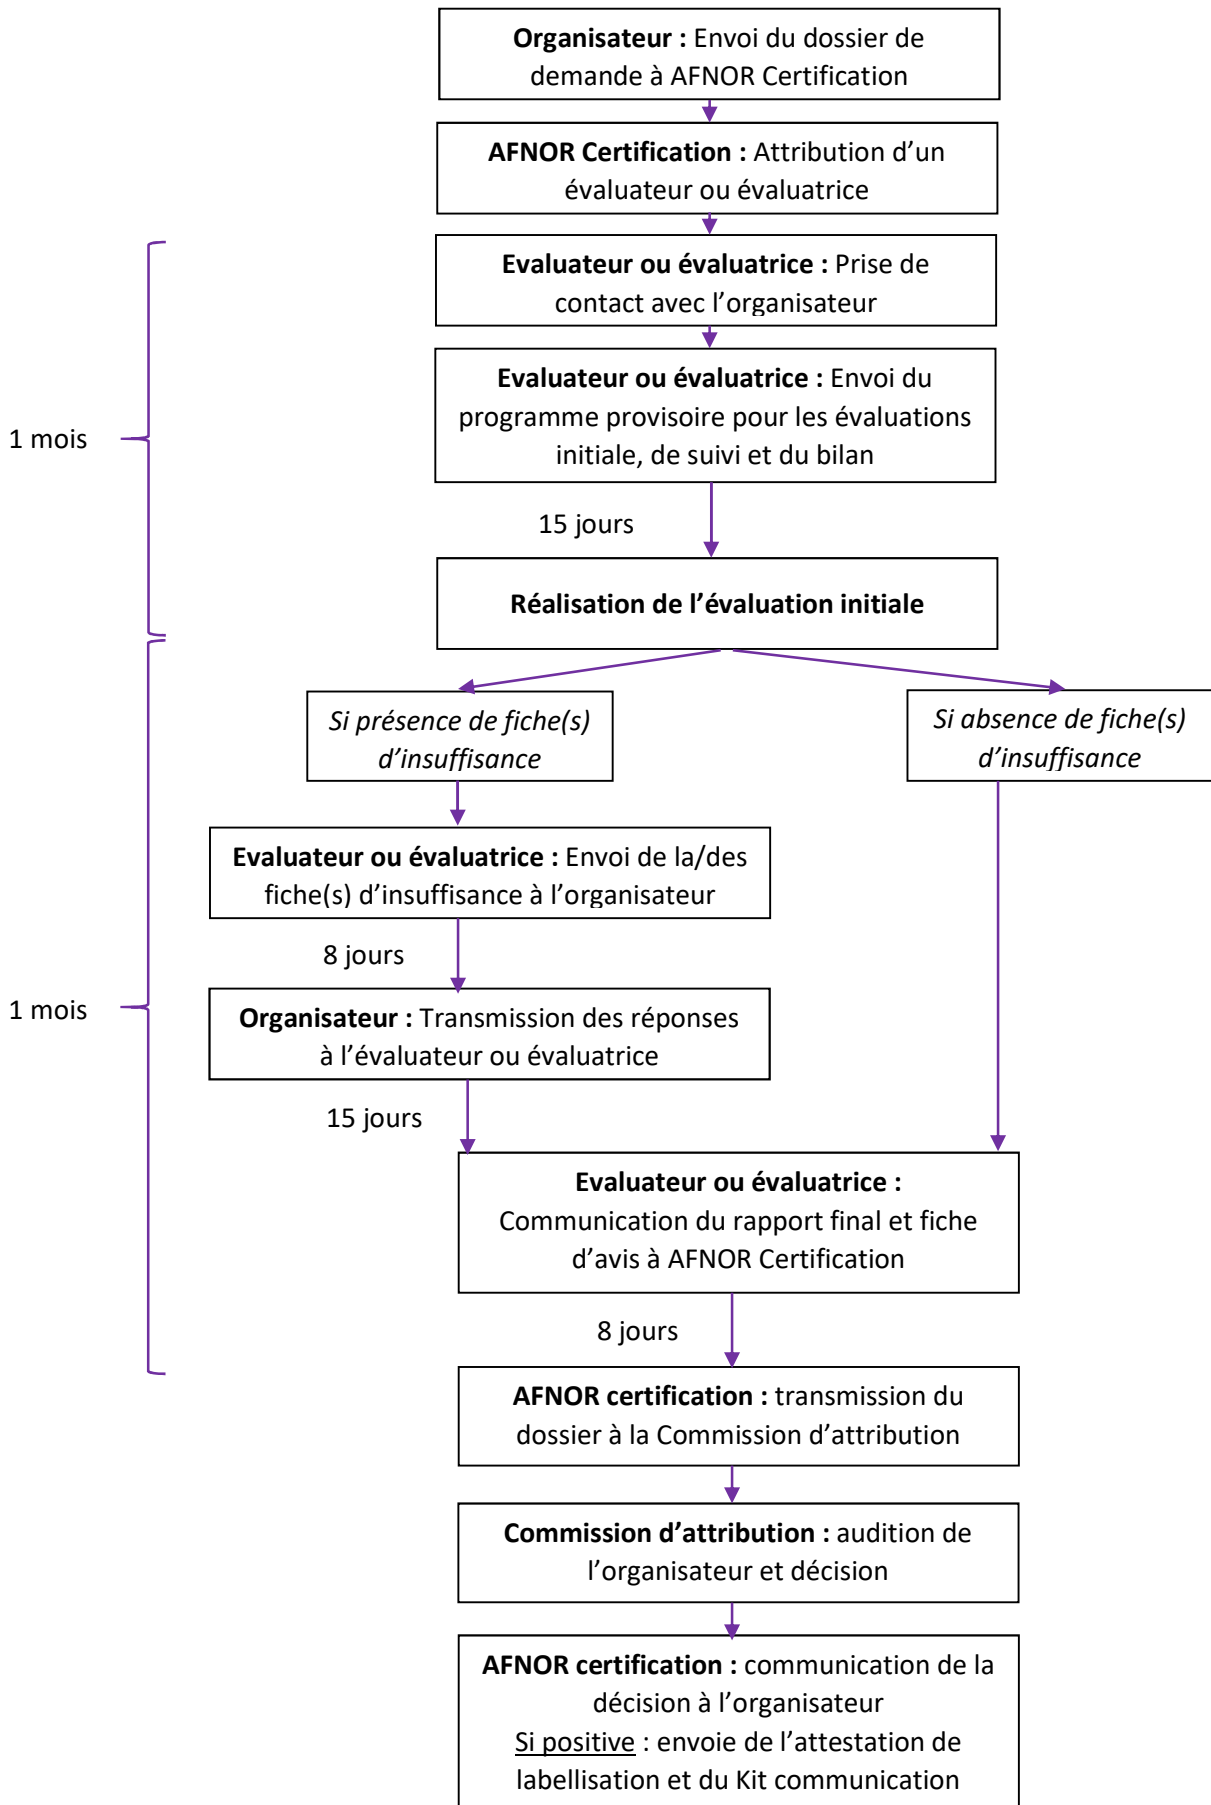 Organisateur : Envoi du dossier de
demande à AFNOR Certification
AFNOR Certification : Attribution d'un
évaluateur ou évaluatrice
Evaluateur ou évaluatrice : Prise de
contact avec l'organisateur
Evaluateur ou évaluatrice : Envoi du
programme provisoire pour les évaluations
initiale, de suivi et du bilan
1 mois
15 jours
Réalisation de l'évaluation initiale
Si présence de fiche(s)
d'insuffisance
Si absence de fiche(s)
d'insuffisance
Evaluateur ou évaluatrice : Envoi de la/des
fiche(s) d'insuffisance à l'organisateur
8 jours
1 mois
Organisateur : Transmission des réponses
à l'évaluateur ou évaluatrice
15 jours
Evaluateur ou évaluatrice :
Communication du rapport final et fiche
d'avis à AFNOR Certification
8 jours
AFNOR certification : transmission du
dossier à la Commission d'attribution
Commission d'attribution : audition de
l'organisateur et décision
AFNOR certification : communication de la
décision à l'organisateur
Si positive : envoie de l'attestation de
labellisation et du Kit communication